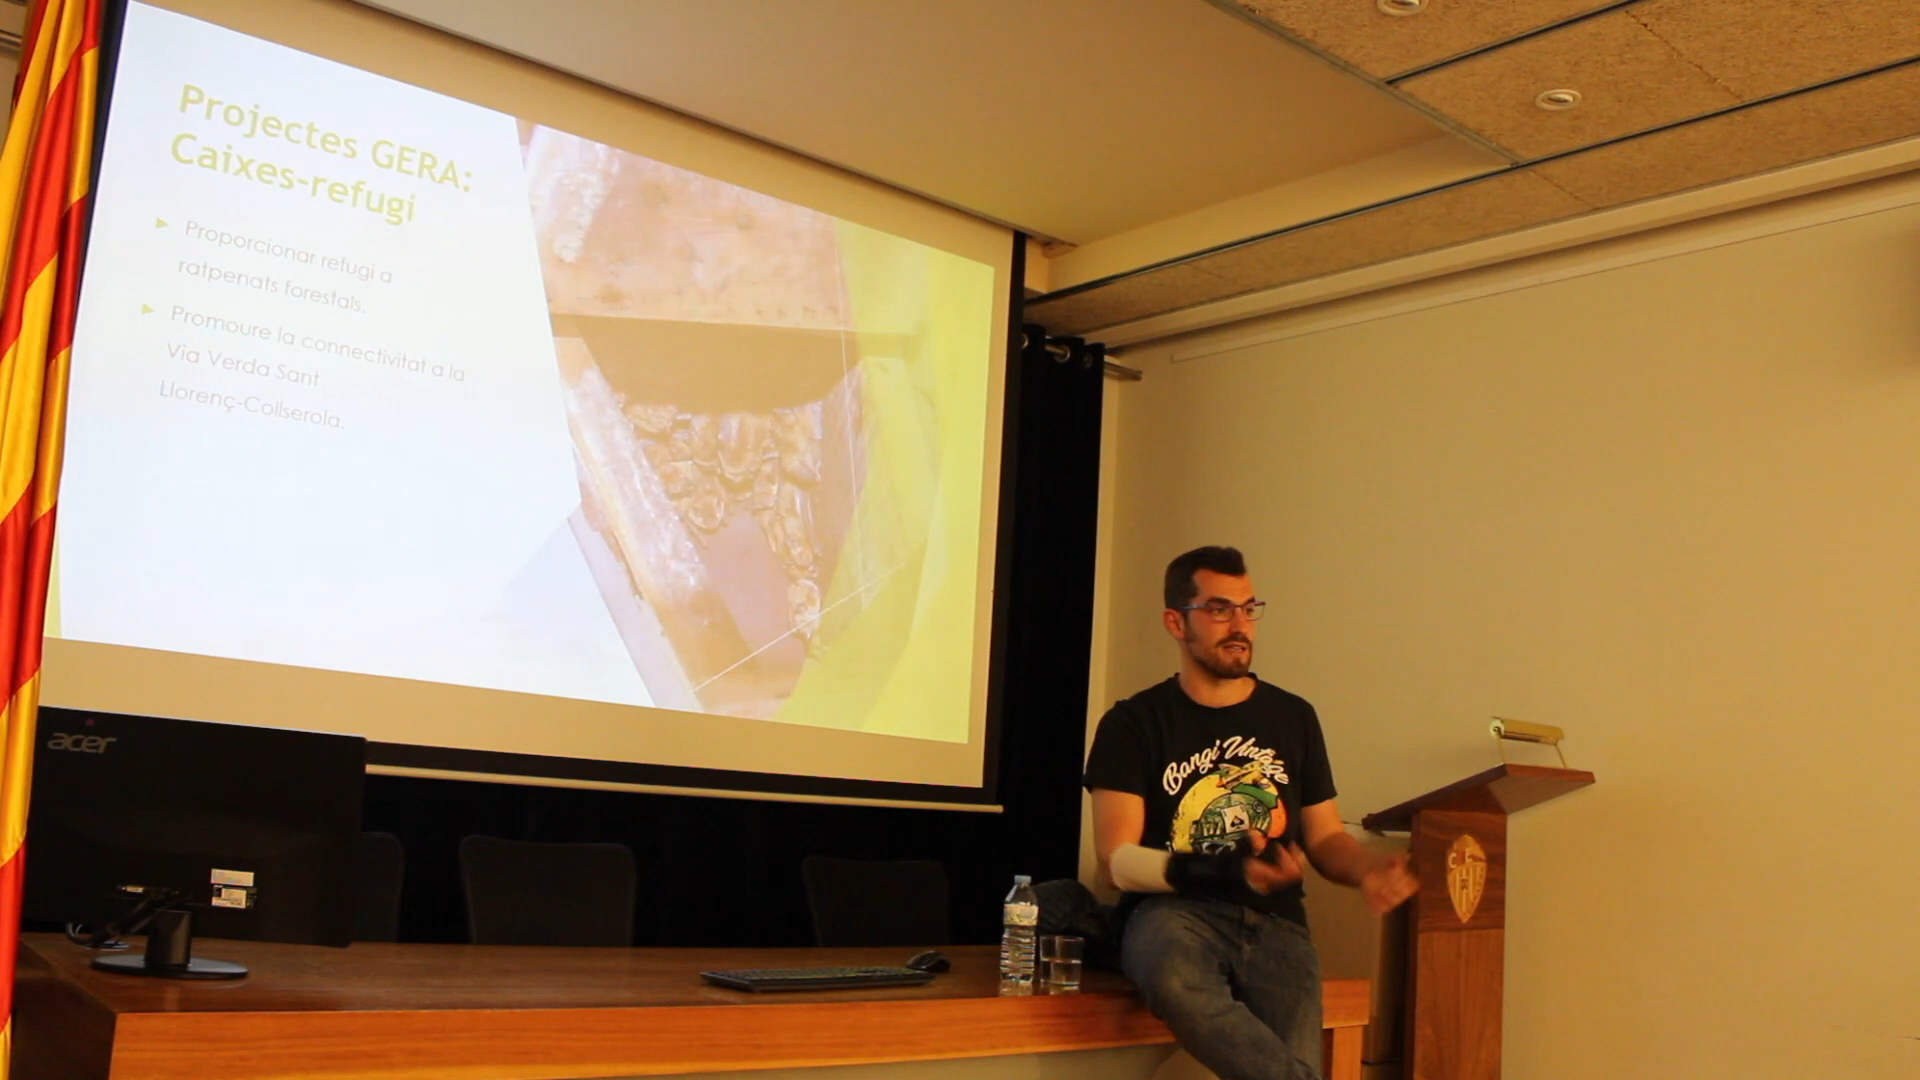 Projectes GERA:
Caixes-refugi
Proporcionar refugi a
ratpenats forestals.
Promoure la connectivitat a la
Via Verda Sant
Llorenç-Collserola.
acer
Bangi Vintage